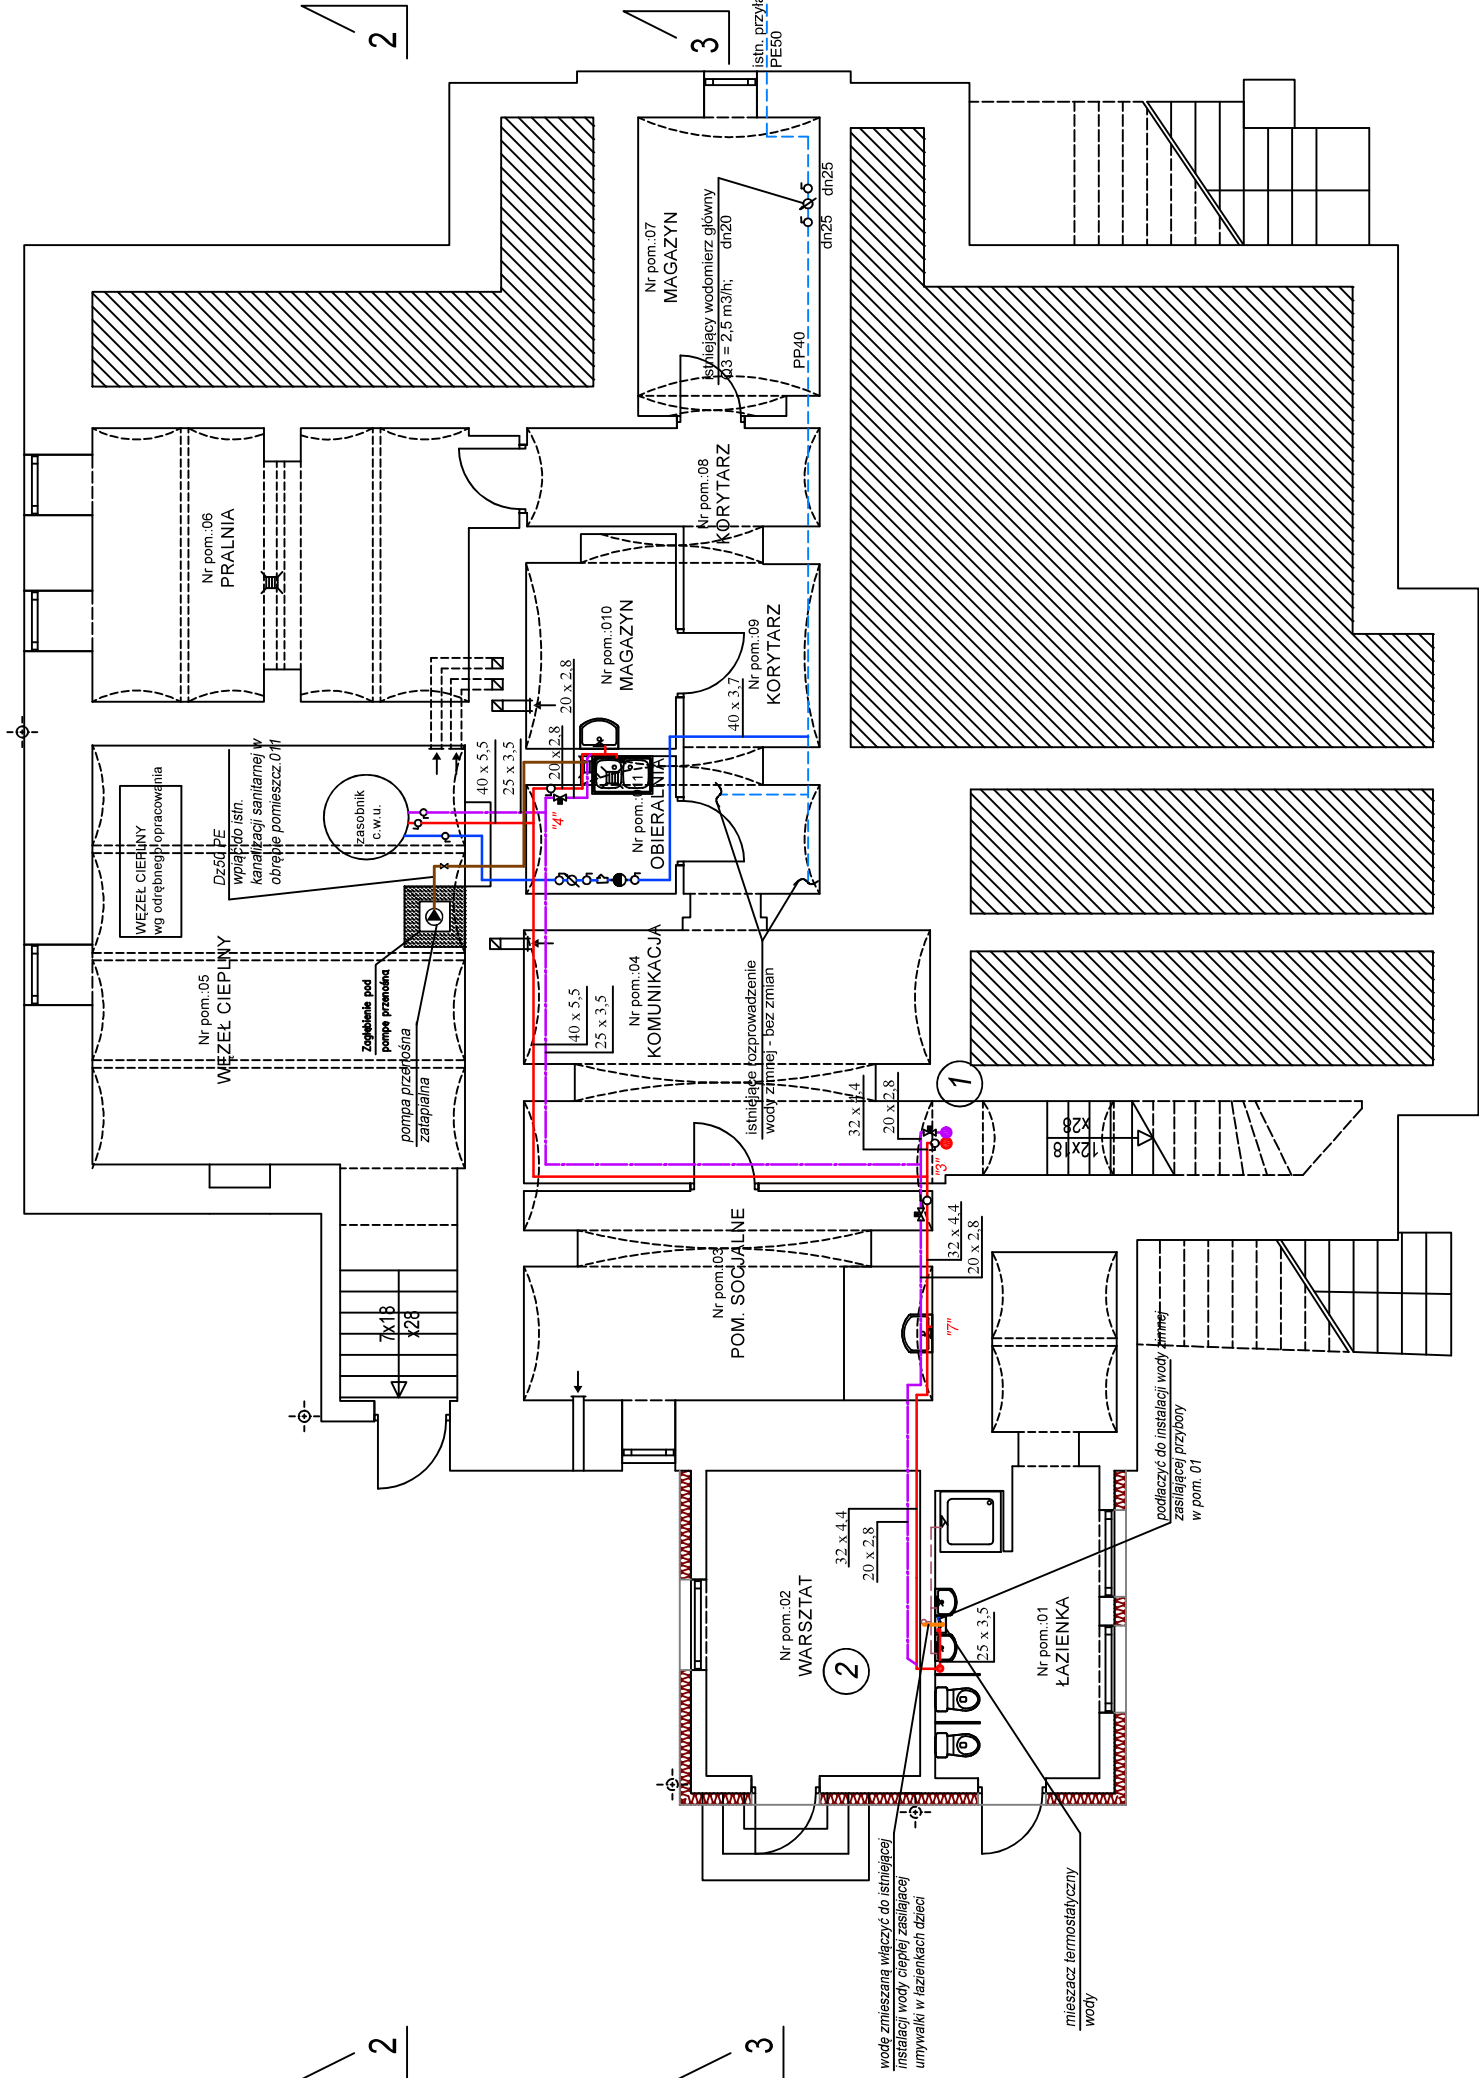 2
3
istn. przyłą
PE50
Nr pom.:07
MAGAZYN
istniejący wodomierz główny
Q3 = 2,5 m3/h; dn20
dn25
dn25
PP40
Nr pom.:06
PRALNIA
Nr pom.:08
KORYTARZ
Nr pom.:010
MAGAZYN
Nr pom.:09
KORYTARZ
20 x 2,8
20 x 2,8
40 x 5,5
25 x 3,5
40 x 3,7
WĘZEŁ CIEPLNY
wg odrębnego opracowania
Dz50 PE
wpiąć do istn.
kanalizacji sanitarnej w
obrębie pomieszcz.011
zasobnik
c.w.u.
"4"
Nr pom.:011
OBIERALNIA
Nr pom.:05
WĘZEŁ CIEPLNY
Zagłębienie pod
pompę przenośną
pompa przenośna
zatapialna
40 x 5,5
25 x 3,5
Nr pom.:04
KOMUNIKACJA
istniejące rozprowadzenie
wody zimnej - bez zmian
32 x 4,4
20 x 2,8
1
12x18
x28
"3"
7x18
x28
Nr pom.:03
POM. SOCJALNE
32 x 4,4
20 x 2,8
"7"
podłączyć do instalacji wody zimnej
zasilającej przybory
w pom. 01
32 x 4,4
20 x 2,8
Nr pom.:02
WARSZTAT
2
25 x 3,5
Nr pom.:01
ŁAZIENKA
wodę zmieszaną włączyć do istniejącej
instalacji wody ciepłej zasilającej
umywalki w łazienkach dzieci
mieszacz termostatyczny
wody
2
3